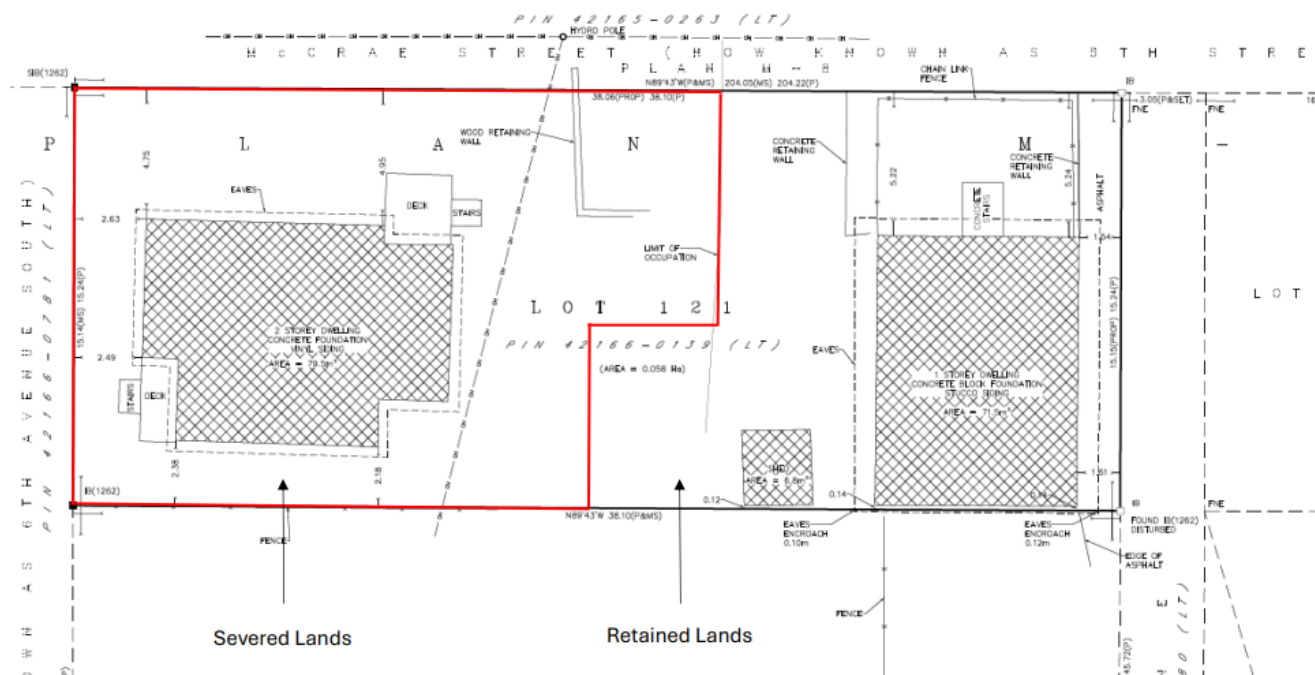 PIN 42165-0263 (LT)
HYDRO POLE
McCRAE STREET (NOW KNOWN AS 5TH STRE
PLAN M-8
SIB(1262)
N89°43'W(P&MS) 204.05(MS) 204.22(P)
38.06(PROP) 38.10(P)
CHAIN LINK
FENCE
IB
3.05(P&SET)
FNE
FNE
P L A N M -
WOOD RETAINING
WALL
CONCRETE
RETAINING
WALL
CONCRETE
RETAINING
WALL
4.75
4.95
5.22
5.24
ASPHALT
EAVES
DECK
STAIRS
CONCRETE
STAIRS
2.63
LIMIT OF
OCCUPATION
1.54
6TH AVENUE SOUTH)
PIN 42166-0781 (LT)
15.14(MS) 15.24(P)
LOT 121
15.15(PROP) 15.24(P)
LOT
2 STOREY DWELLING
CONCRETE FOUNDATION
VINYL SIDING
AREA = 79.5m²
PIN 42166-0139 (LT)
(AREA = 0.058 Ha)
EAVES
1 STOREY DWELLING
CONCRETE BLOCK FOUNDATION
STUCCO SIDING
AREA = 71.5m²
2.49
STAIRS
DECK
2.38
2.18
SHED
AREA = 6.8m²
1.61
IB(1262)
0.12
0.14
IB
FNE
N89°43'W 38.10(P&MS)
FENCE
EAVES
ENCROACH
0.10m
EAVES
ENCROACH
0.12m
FOUND IB(1262)
DISTURBED
EDGE OF
ASPHALT
FENCE
Severed Lands
Retained Lands
OWN AS
45.72(P)
80 (LT)